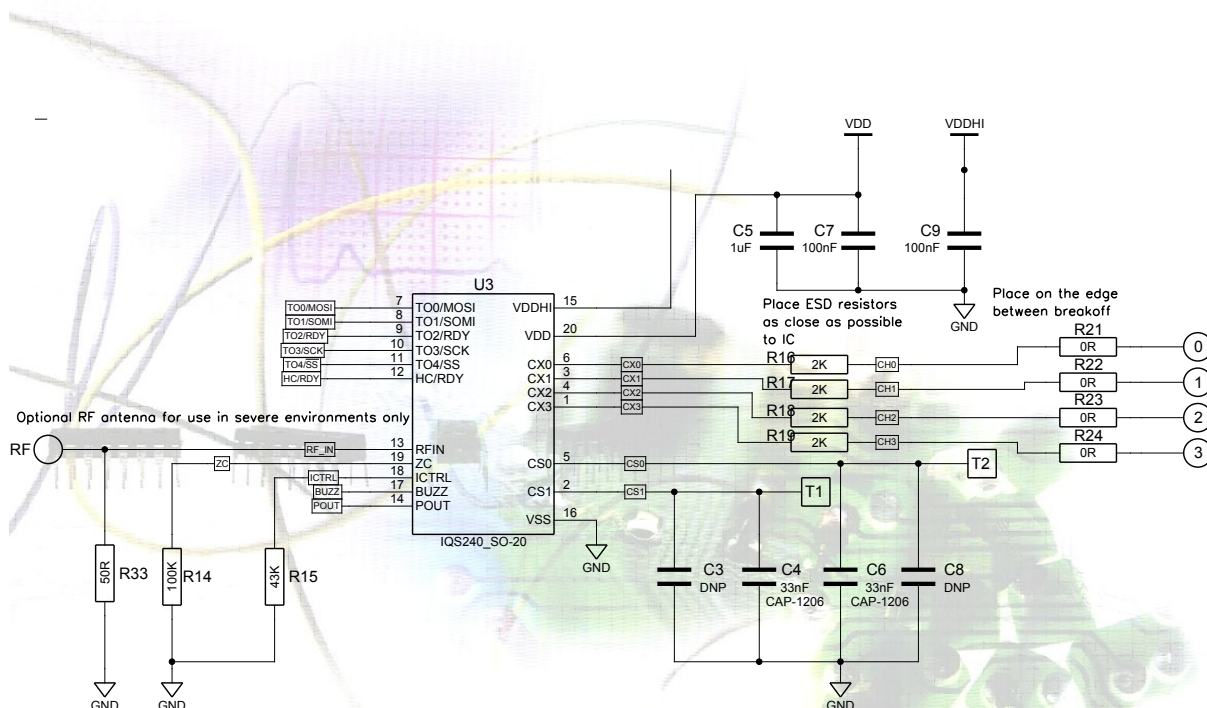 VDD
VDDHI
C5
1uF
C7
100nF
C9
100nF
GND
U3
TO0/MOSI 7 TO0/MOSI
TO1/SOMI 8 TO1/SOMI
TO2/RDY 9 TO2/RDY
TO3/SCK 10 TO3/SCK
TO4/SS 11 TO4/SS
HC/RDY 12 HC/RDY
VDDHI 15
VDD 20
CX0 6 CX0
CX1 3 CX1
CX2 4 CX2
CX3 1 CX3
Place ESD resistors
as close as possible
to IC
Place on the edge
between breakoff
R16 2K CH0 R21 0R 0
R17 2K CH1 R22 0R 1
R18 2K CH2 R23 0R 2
R19 2K CH3 R24 0R 3
Optional RF antenna for use in severe environments only
RF RF_IN 13 RFIN
ZC 19 ZC
ICTRL 18 ICTRL
BUZZ 17 BUZZ
POUT 14 POUT
CS0 5 CS0 T2
CS1 2 CS1 T1
VSS 16
GND
IQS240_SO-20
50R R33
100K R14
43K R15
C3
DNP
C4
33nF
CAP-1206
C6
33nF
CAP-1206
C8
DNP
GND
GND
GND